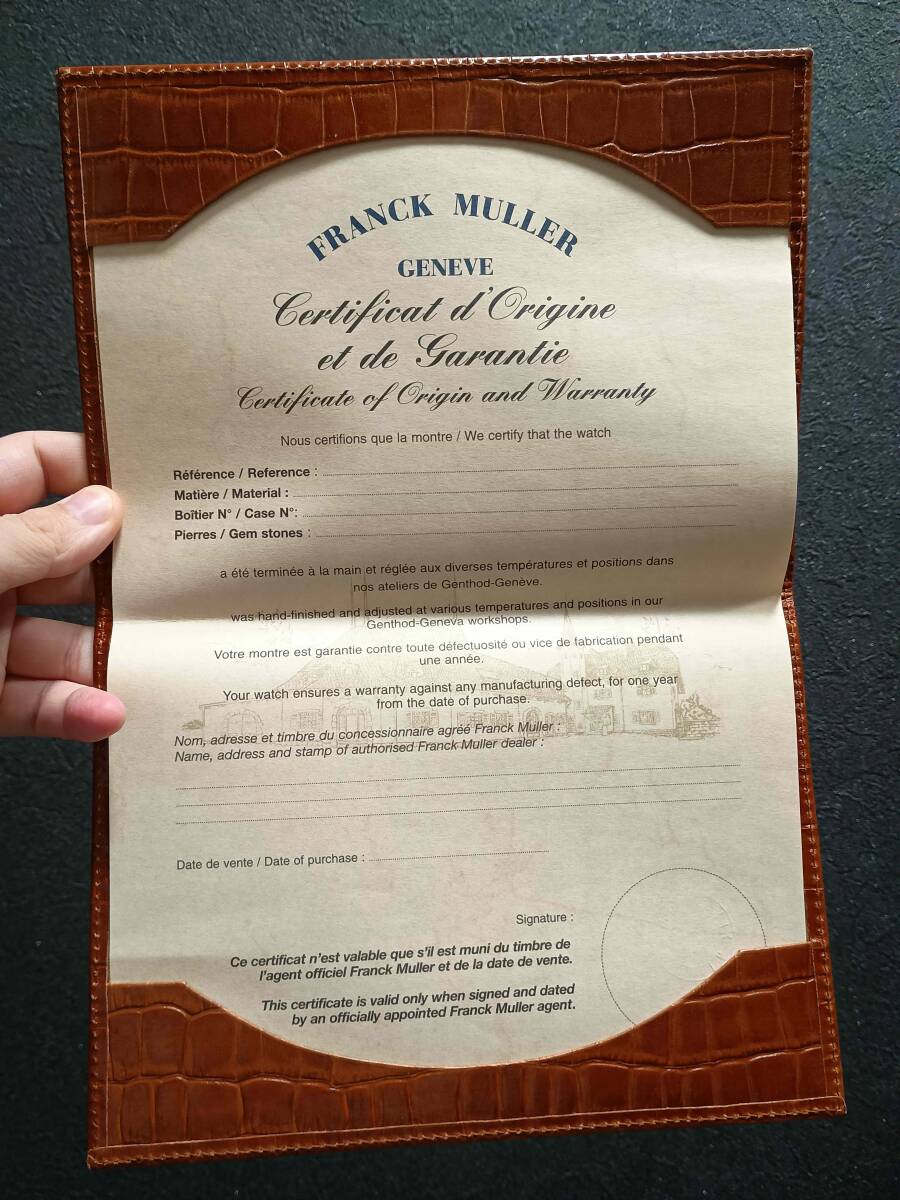 FRANCK MULLER
GENEVE
Certificat d'Origine
et de Garantie
Certificate of Origin and Warranty
Nous certifions que la montre / We certify that the watch
Référence / Reference :
Matière / Material :
Boîtier N° / Case N°:
Pierres / Gem stones :
a été terminée à la main et réglée aux diverses températures et positions dans
nos ateliers de Genthod-Genève.
was hand-finished and adjusted at various temperatures and positions in our
Genthod-Geneva workshops.
Votre montre est garantie contre toute défectuosité ou vice de fabrication pendant
une année.
Your watch ensures a warranty against any manufacturing defect, for one year
from the date of purchase.
Nom, adresse et timbre du concessionnaire agréé Franck Muller :
Name, address and stamp of authorised Franck Muller dealer :
Date de vente / Date of purchase :
Signature :
Ce certificat n'est valable que s'il est muni du timbre de
l'agent officiel Franck Muller et de la date de vente.
This certificate is valid only when signed and dated
by an officially appointed Franck Muller agent.